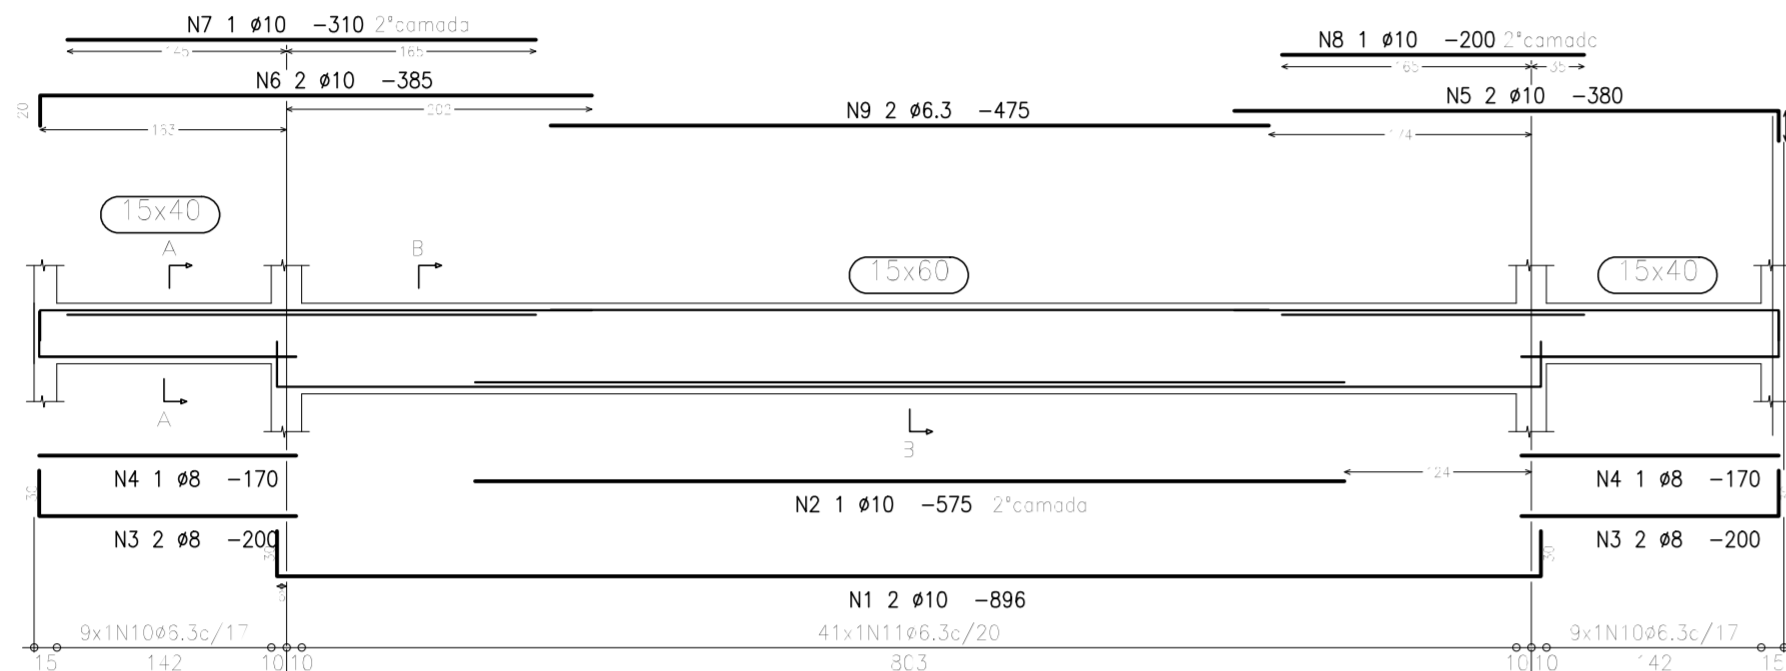 N7 1 ø10 -310 2ªcamada
145 165
N8 1 ø10 -200 2ªcamada
165 35
N6 2 ø10 -385
20
202
163
N9 2 ø6.3 -475
N5 2 ø10 -380
174
15x40
15x60
15x40
A
B
A
B
N4 1 ø8 -170
30
N3 2 ø8 -200
124
N2 1 ø10 -575 2ªcamada
N4 1 ø8 -170
N3 2 ø8 -200
30
30
N1 2 ø10 -896
9x1N10ø6.3c/17
41x1N11ø6.3c/20
9x1N10ø6.3c/17
15 142 10 10 803 10 10 142 15